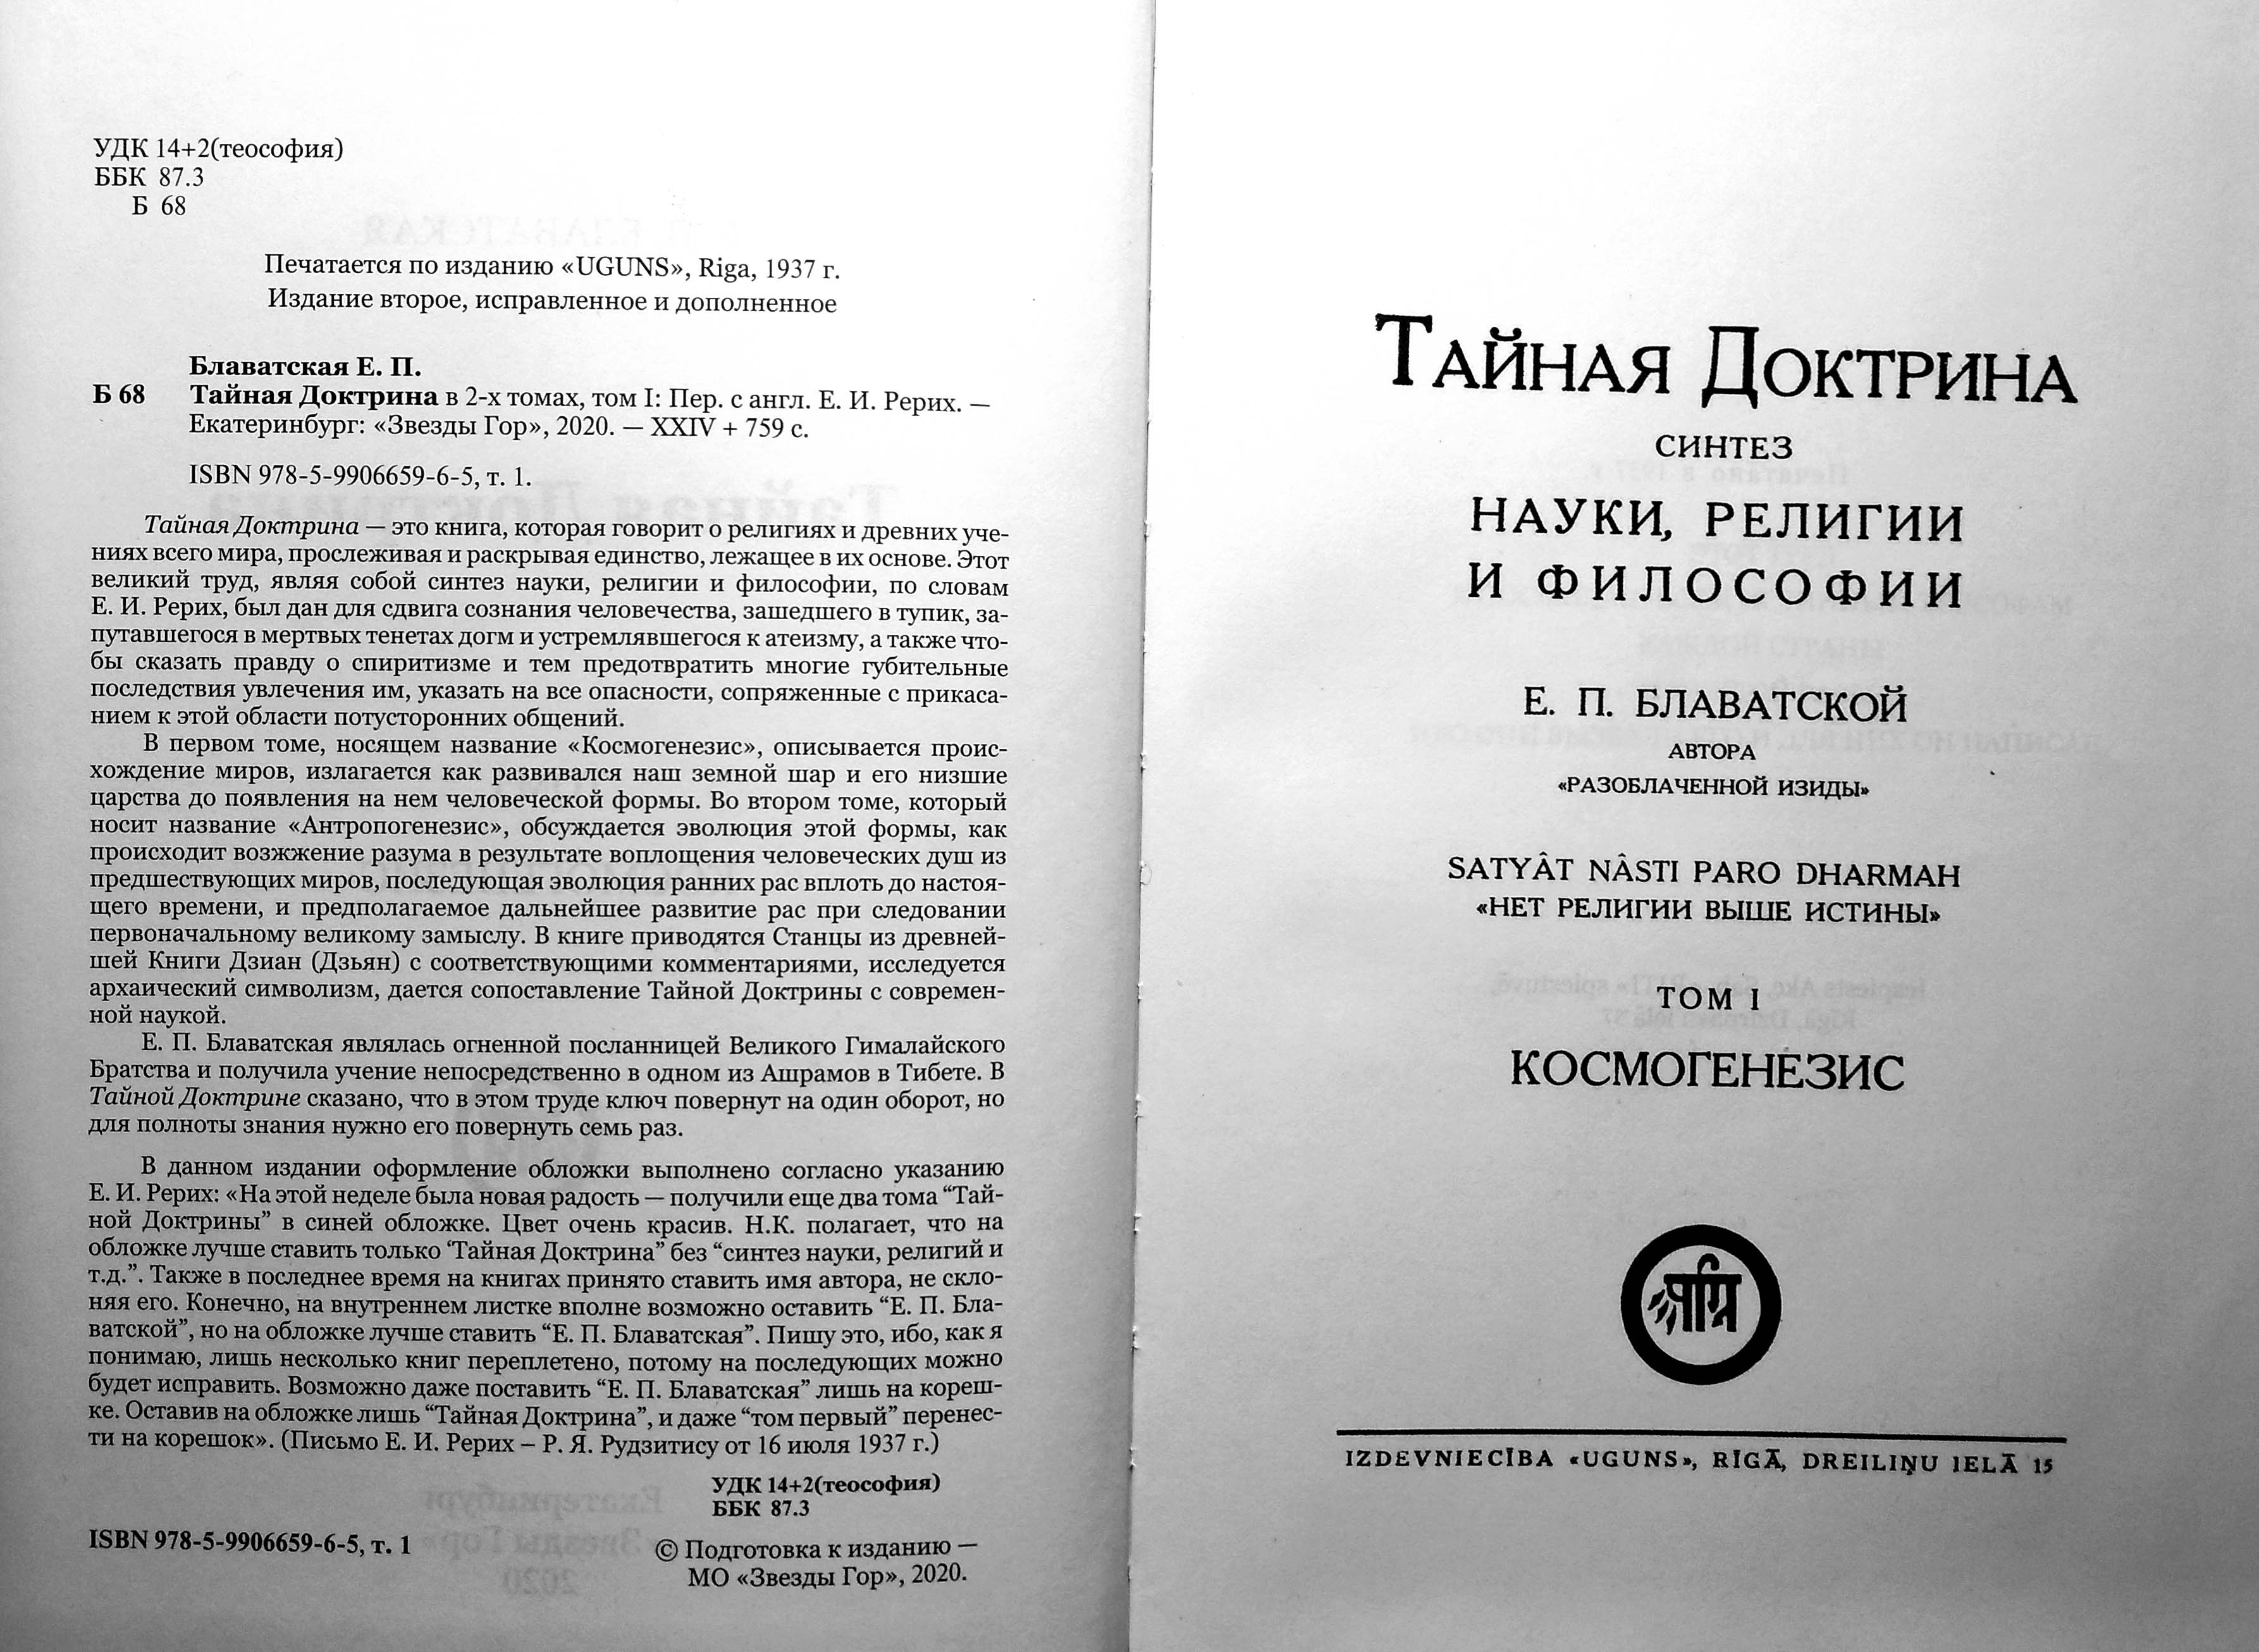 УДК 14+2(теософия)
ББК 87.3
Б 68
Печатается по изданию «UGUNS», Riga, 1937 г.
Издание второе, исправленное и дополненное
Блаватская Е. П.
Б 68 Тайная Доктрина в 2-х томах, том I: Пер. с англ. Е. И. Рерих. —
Екатеринбург: «Звезды Гор», 2020. — XXIV + 759 с.
ISBN 978-5-9906659-6-5, т. 1.
Тайная Доктрина — это книга, которая говорит о религиях и древних уче-
ниях всего мира, прослеживая и раскрывая единство, лежащее в их основе. Этот
великий труд, являя собой синтез науки, религии и философии, по словам
Е. И. Рерих, был дан для сдвига сознания человечества, зашедшего в тупик, за-
путавшегося в мертвых тенетах догм и устремлявшегося к атеизму, а также что-
бы сказать правду о спиритизме и тем предотвратить многие губительные
последствия увлечения им, указать на все опасности, сопряженные с прикаса-
нием к этой области потусторонних общений.
В первом томе, носящем название «Космогенезис», описывается проис-
хождение миров, излагается как развивался наш земной шар и его низшие
царства до появления на нем человеческой формы. Во втором томе, который
носит название «Антропогенезис», обсуждается эволюция этой формы, как
происходит возжжение разума в результате воплощения человеческих душ из
предшествующих миров, последующая эволюция ранних рас вплоть до настоя-
щего времени, и предполагаемое дальнейшее развитие рас при следовании
первоначальному великому замыслу. В книге приводятся Станцы из древней-
шей Книги Дзиан (Дзьян) с соответствующими комментариями, исследуется
архаический символизм, дается сопоставление Тайной Доктрины с современ-
ной наукой.
Е. П. Блаватская являлась огненной посланницей Великого Гималайского
Братства и получила учение непосредственно в одном из Ашрамов в Тибете. В
Тайной Доктрине сказано, что в этом труде ключ повернут на один оборот, но
для полноты знания нужно его повернуть семь раз.
В данном издании оформление обложки выполнено согласно указанию
Е. И. Рерих: «На этой неделе была новая радость — получили еще два тома “Тай-
ной Доктрины” в синей обложке. Цвет очень красив. Н.К. полагает, что на
обложке лучше ставить только ‘Тайная Доктрина” без “синтез науки, религий и
т.д.”. Также в последнее время на книгах принято ставить имя автора, не скло-
няя его. Конечно, на внутреннем листке вполне возможно оставить “Е. П. Бла-
ватской”, но на обложке лучше ставить “Е. П. Блаватская”. Пишу это, ибо, как я
понимаю, лишь несколько книг переплетено, потому на последующих можно
будет исправить. Возможно даже поставить “Е. П. Блаватская” лишь на кореш-
ке. Оставив на обложке лишь “Тайная Доктрина”, и даже “том первый” перенес-
ти на корешок». (Письмо Е. И. Рерих – Р. Я. Рудзитису от 16 июля 1937 г.)
УДК 14+2(теософия)
ББК 87.3
ISBN 978-5-9906659-6-5, т. 1
© Подготовка к изданию —
МО «Звезды Гор», 2020.
ТАЙНАЯ ДОКТРИНА
СИНТЕЗ
НАУКИ, РЕЛИГИИ
И ФИЛОСОФИИ
Е. П. БЛАВАТСКОЙ
АВТОРА
«РАЗОБЛАЧЕННОЙ ИЗИДЫ»
SATYÂT NÂSTI PARO DHARMAH
«НЕТ РЕЛИГИИ ВЫШЕ ИСТИНЫ»
ТОМ I
КОСМОГЕНЕЗИС
IZDEVNIECĪBA «UGUNS», RĪGĀ, DREILIŅU IELĀ 15